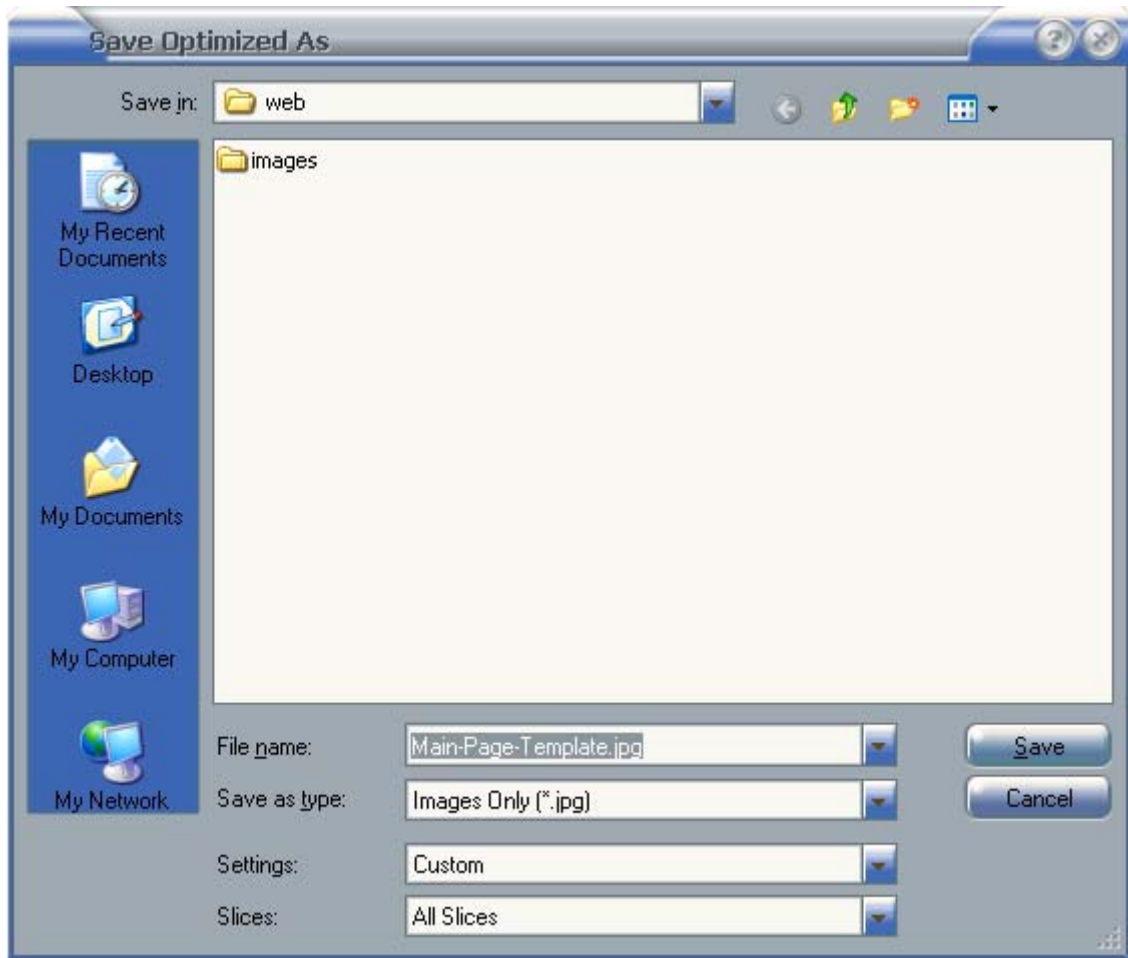 Save Optimized As
Save in:
web
images
My Recent
Documents
Desktop
My Documents
My Computer
My Network
File name:
Main-Page-Template.jpg
Save
Save as type:
Images Only (*.jpg)
Cancel
Settings:
Custom
Slices:
All Slices